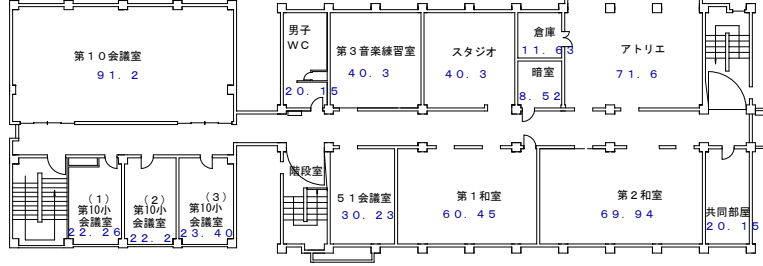 第１０会議室
９１．２
男子
ＷＣ
２０．１５
第３音楽練習室
４０．３
スタジオ
４０．３
倉庫
１１．６３
暗室
８．５２
アトリエ
７１．６
（１）
第10小
会議室
２２．２６
（２）
第10小
会議室
２２．２
（３）
第10小
会議室
２３．４０
階段室
５１会議室
３０．２３
第１和室
６０．４５
第２和室
６９．９４
共同部屋
２０．１５